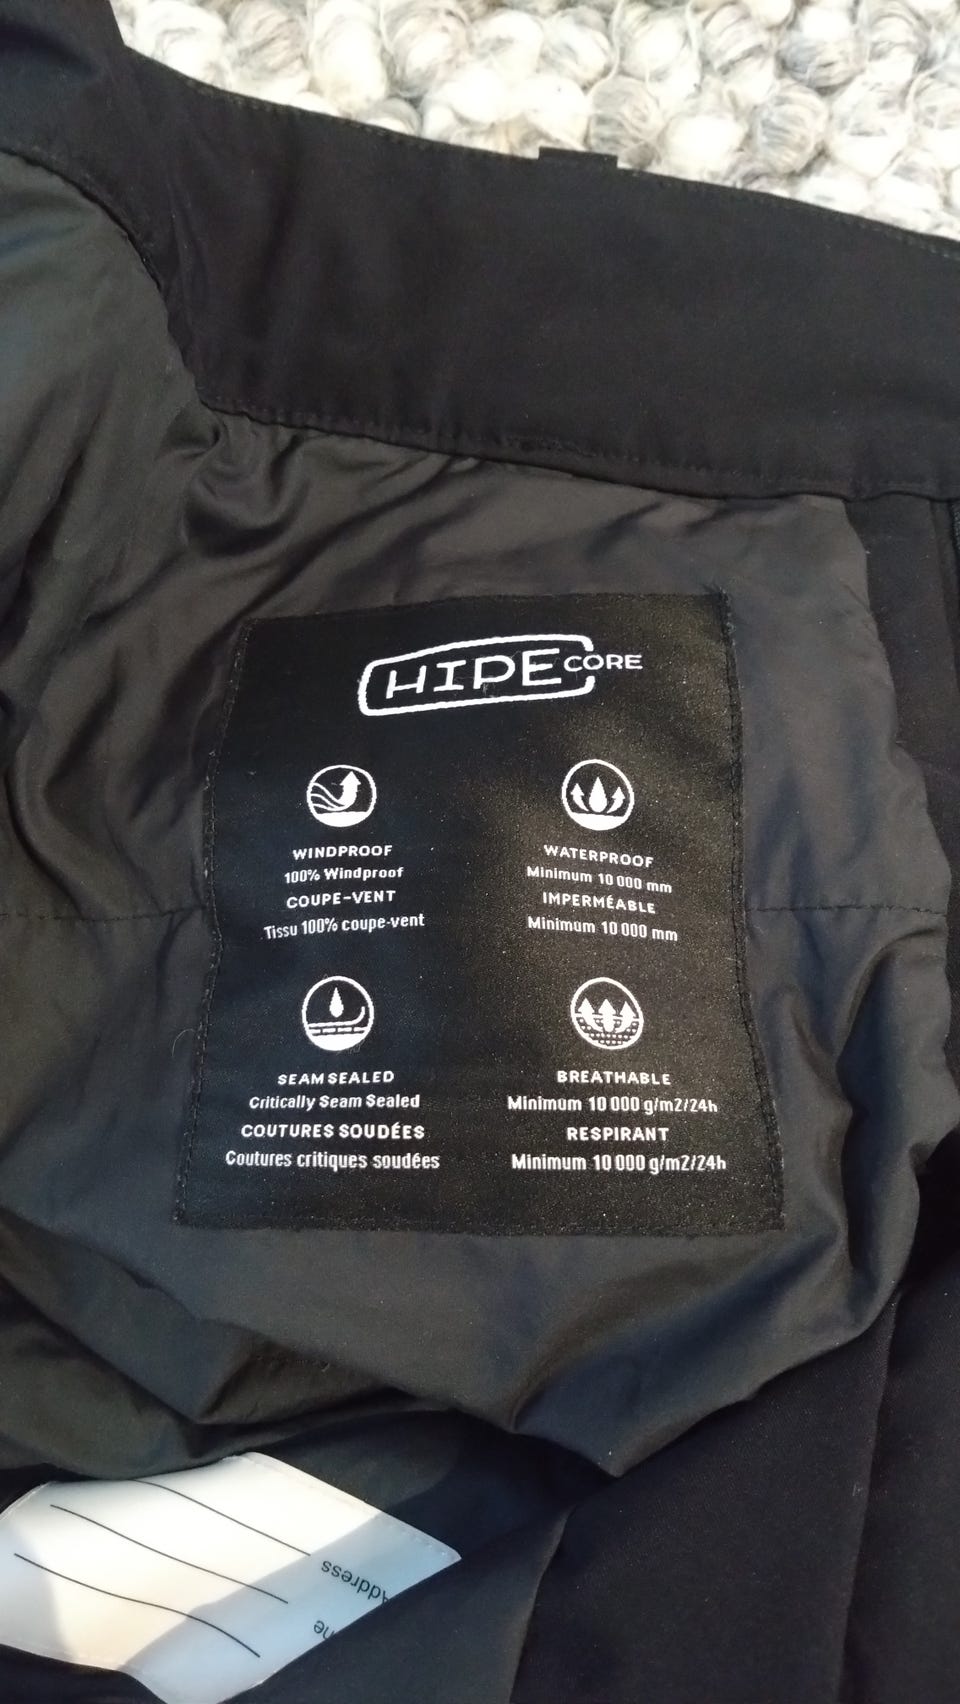 HIPE CORE
WINDPROOF
100% Windproof
COUPE-VENT
Tissu 100% coupe-vent
WATERPROOF
Minimum 10 000 mm
IMPERMÉABLE
Minimum 10 000 mm
SEAM SEALED
Critically Seam Sealed
COUTURES SOUDÉES
Coutures critiques soudées
BREATHABLE
Minimum 10 000 g/m2/24h
RESPIRANT
Minimum 10 000 g/m2/24h
Address